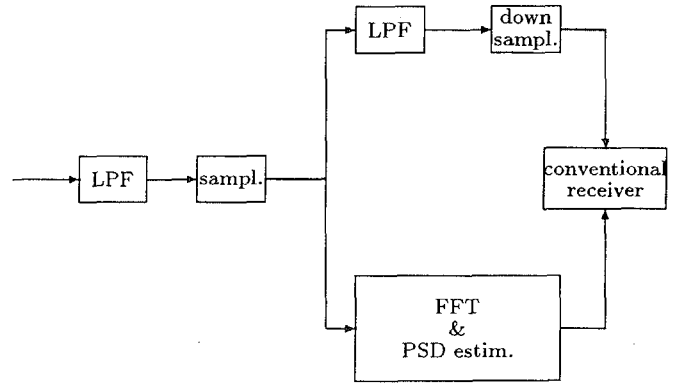 LPF
down
sampl.
LPF
sampl.
conventional
receiver
FFT
&
PSD estim.